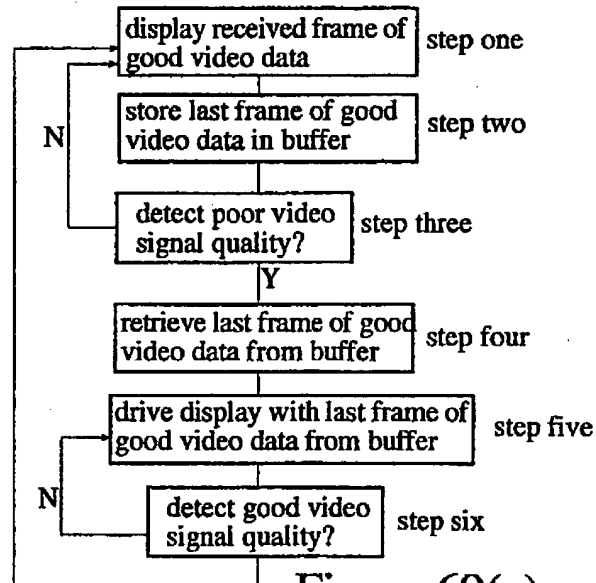 display received frame of
good video data
step one
store last frame of good
video data in buffer
step two
N
detect poor video
signal quality?
step three
Y
retrieve last frame of good
video data from buffer
step four
drive display with last frame of
good video data from buffer
step five
N
detect good video
signal quality?
step six